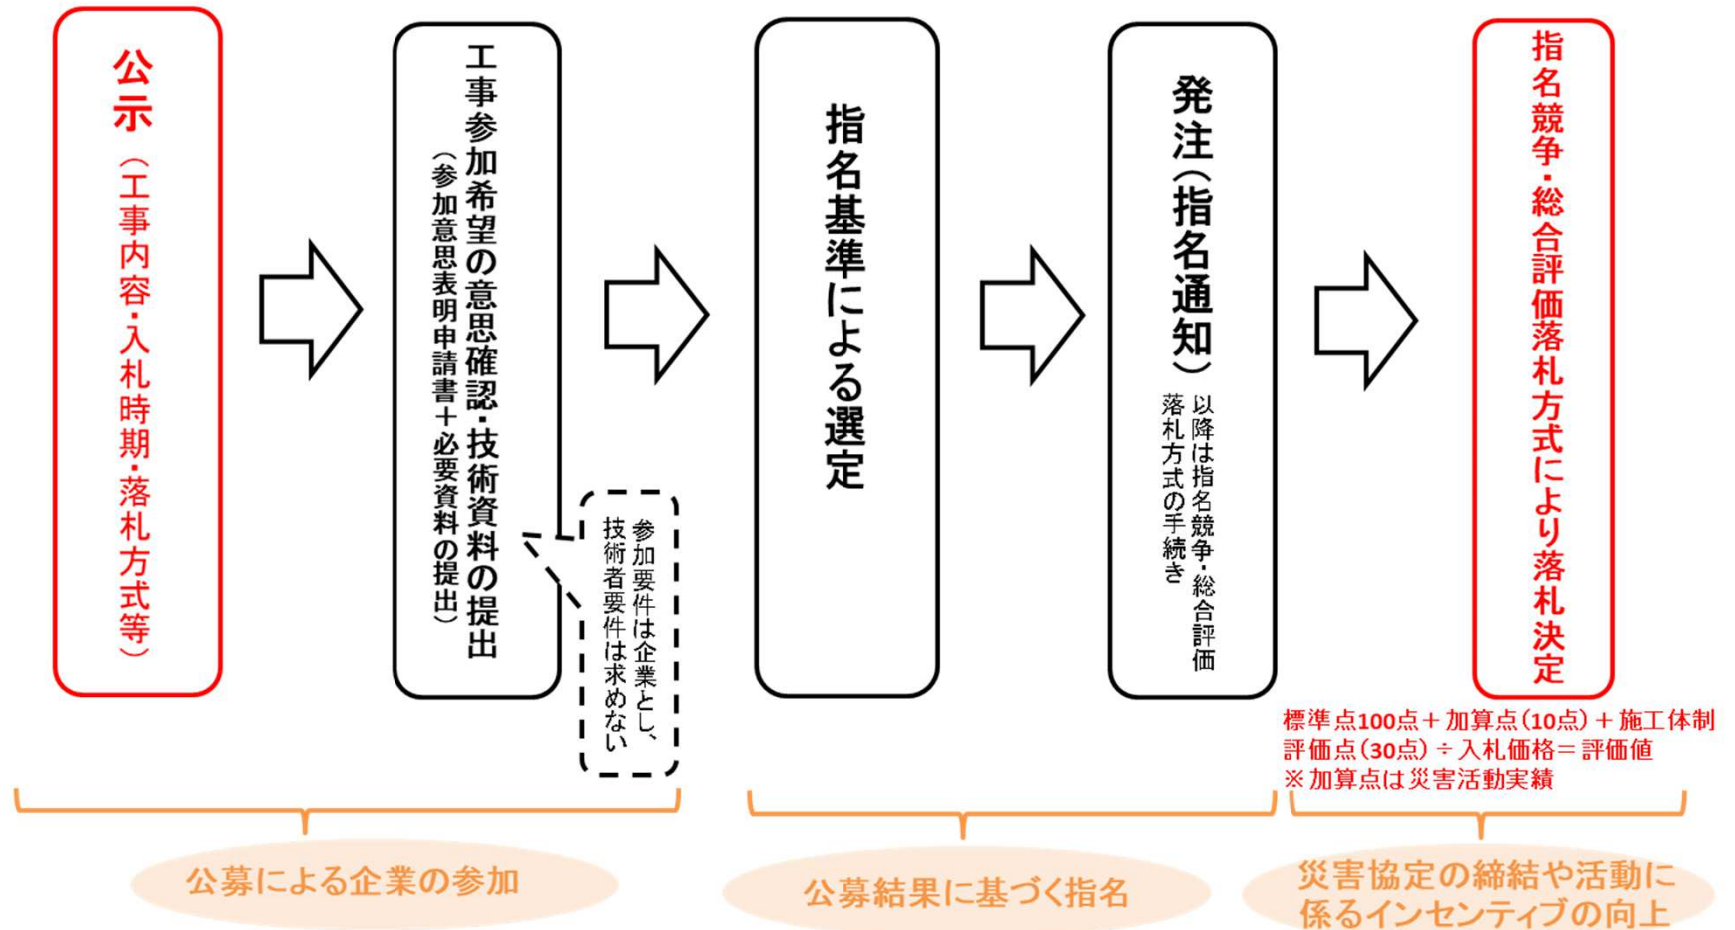 公示（工事内容・入札時期・落札方式等）
工事参加希望の意思確認・技術資料の提出
（参加意思表明申請書＋必要資料の提出）
参加要件は企業とし、
技術者要件は求めない
指名基準による選定
発注（指名通知）
以降は指名競争・総合評価
落札方式の手続き
指名競争・総合評価落札方式により落札決定
標準点100点＋加算点（10点）＋施工体制
評価点（30点）÷入札価格＝評価値
※加算点は災害活動実績
公募による企業の参加
公募結果に基づく指名
災害協定の締結や活動に
係るインセンティブの向上